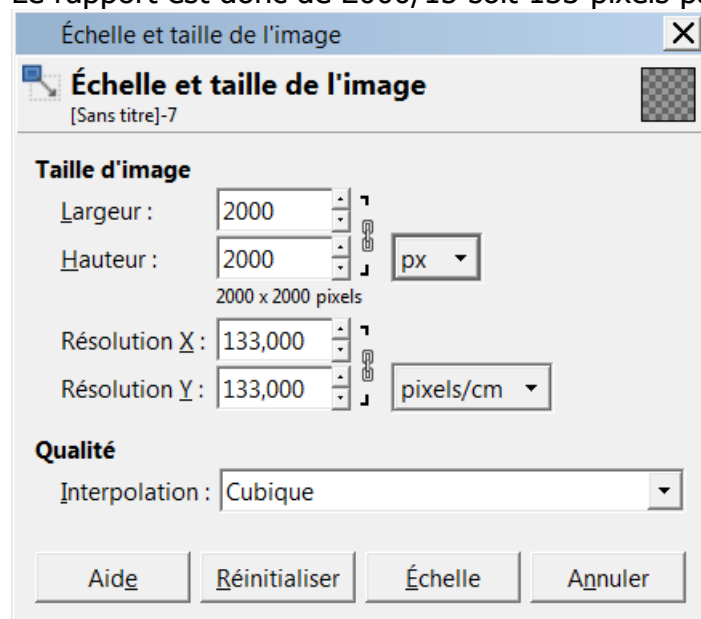 Le rapport est donc de 2000/15 soit 133 pixels
Échelle et taille de l'image
Échelle et taille de l'image
[Sans titre]-7
Taille d'image
Largeur : 2000
Hauteur : 2000 px
2000 x 2000 pixels
Résolution X : 133,000
Résolution Y : 133,000 pixels/cm
Qualité
Interpolation : Cubique
Aide Réinitialiser Échelle Annuler